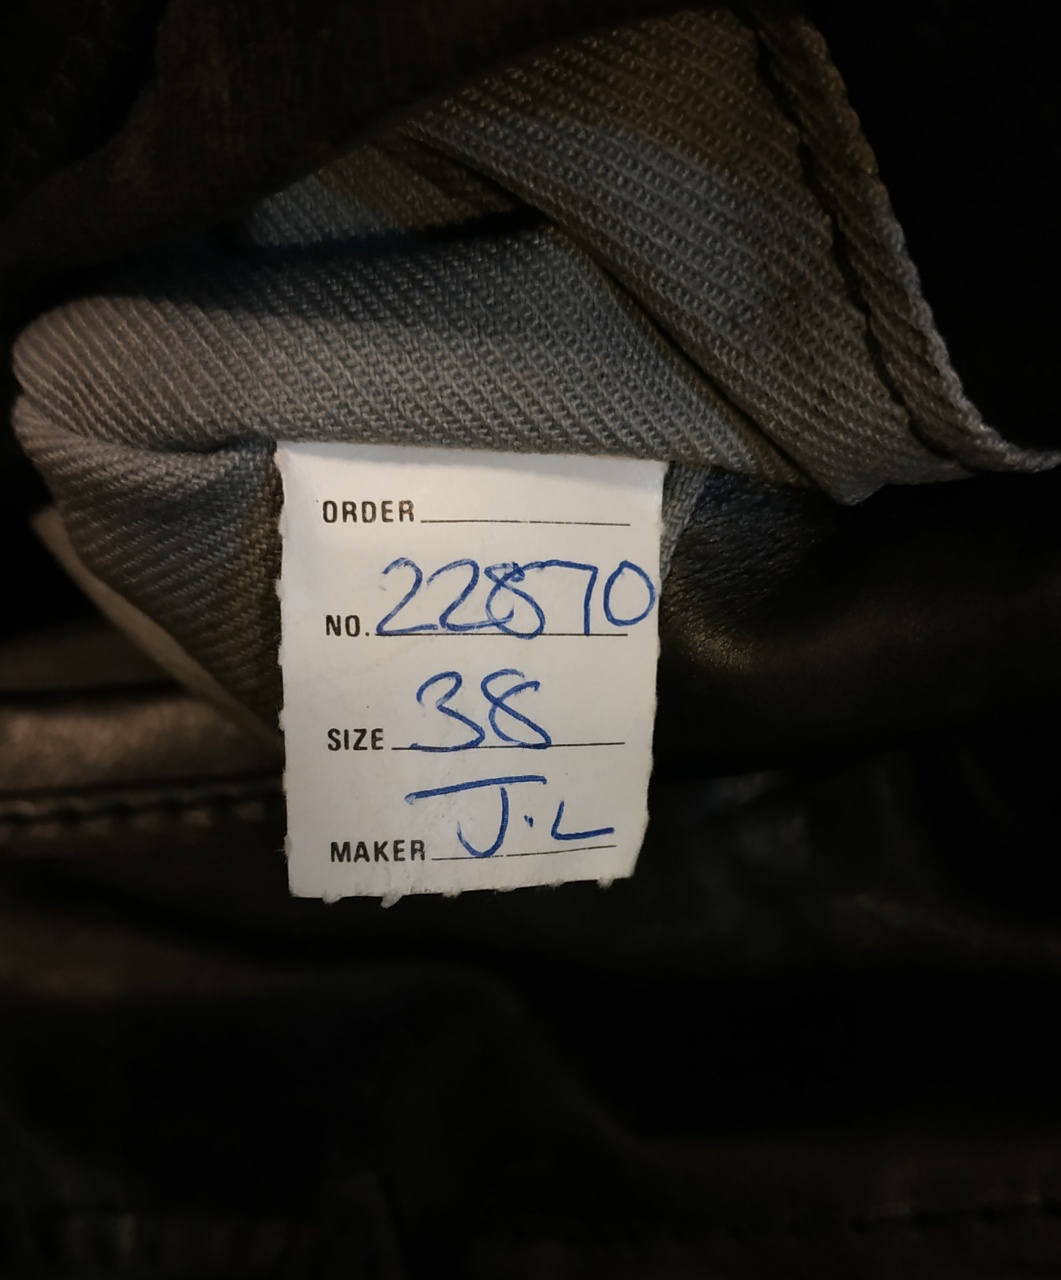 ORDER
NO. 22870
SIZE 38
MAKER J.L